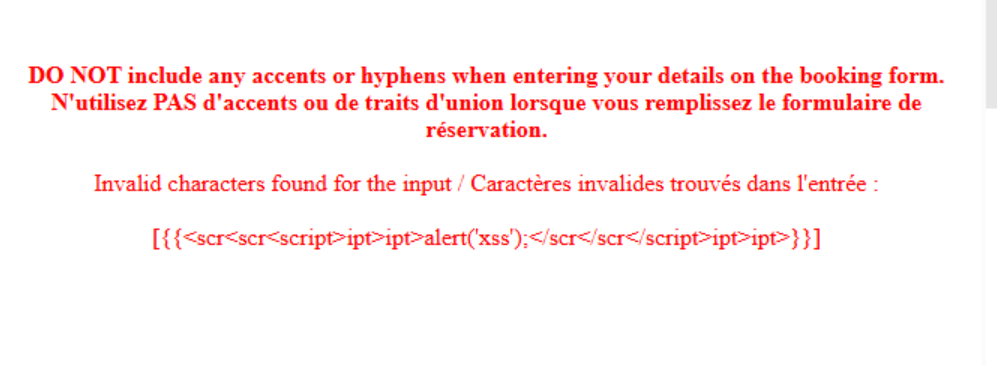 DO NOT include any accents or hyphens when entering your details on the booking form.
N'utilisez PAS d'accents ou de traits d'union lorsque vous remplissez le formulaire de
réservation.
Invalid characters found for the input / Caractères invalides trouvés dans l'entrée :
[{{<scr<scr<script>ipt>ipt>alert('xss');</scr</scr</script>ipt>ipt>}}]